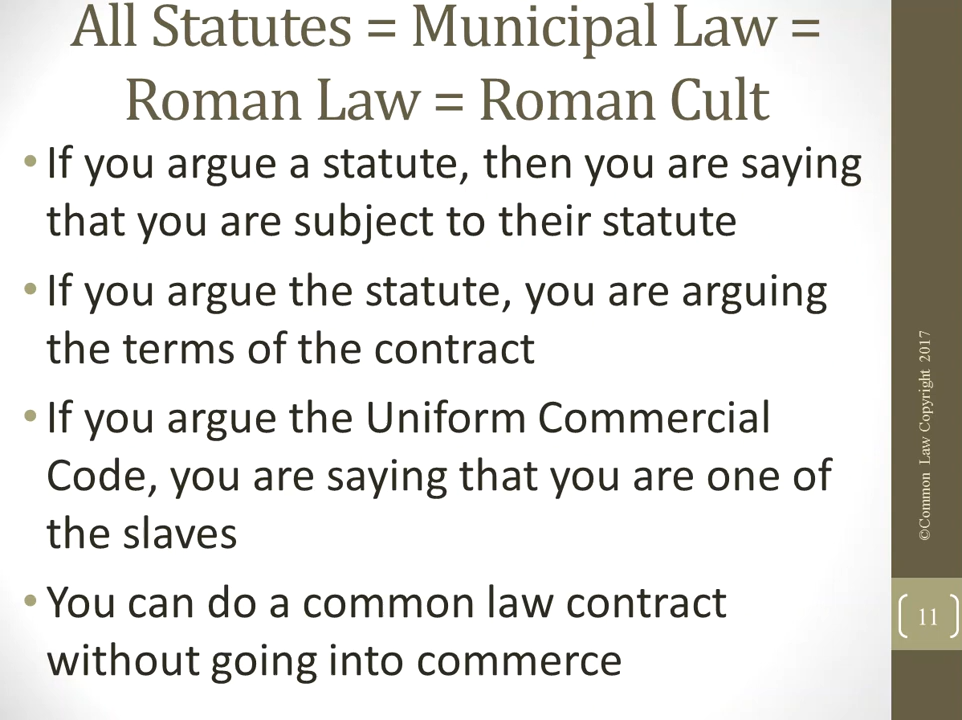 All Statutes = Municipal Law =
Roman Law = Roman Cult
• If you argue a statute, then you are saying
that you are subject to their statute
• If you argue the statute, you are arguing
the terms of the contract
• If you argue the Uniform Commercial
Code, you are saying that you are one of
the slaves
• You can do a common law contract
without going into commerce
©Common Law Copyright 2017
11